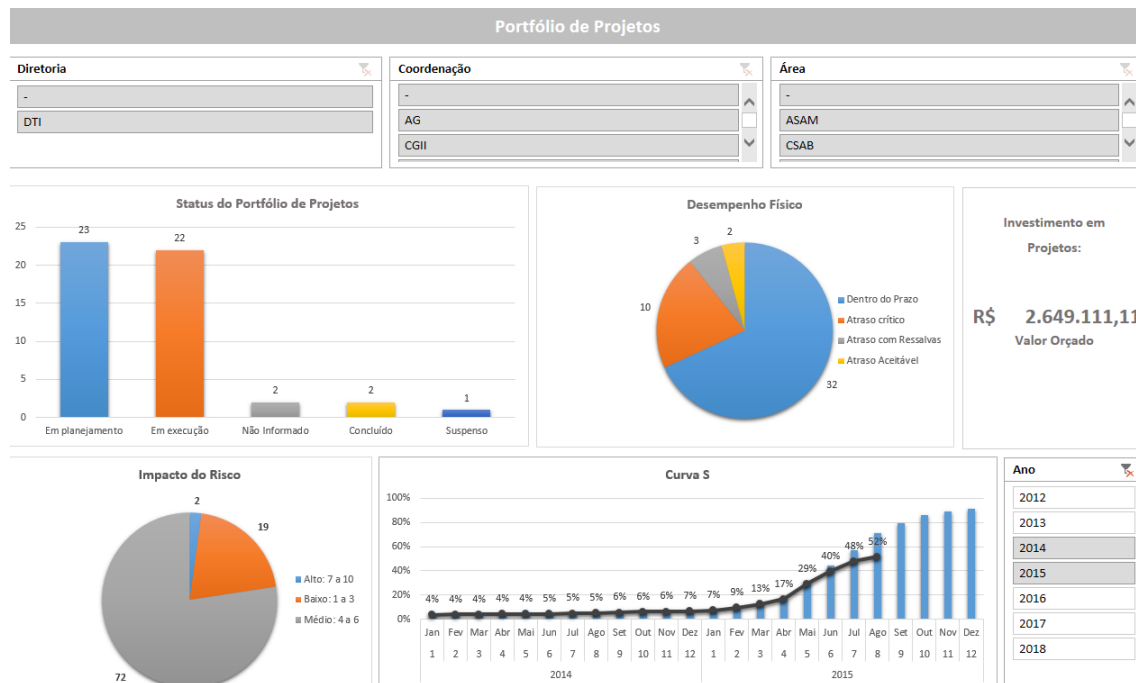 Portfólio de Projetos
Diretoria
-
DTI
Coordenação
-
AG
CGII
Área
-
ASAM
CSAB
Status do Portfólio de Projetos
25
20
15
10
5
0
23
22
2
2
1
Em planejamento
Em execução
Não Informado
Concluído
Suspenso
Desempenho Físico
2
3
10
32
Dentro do Prazo
Atraso crítico
Atraso com Ressalvas
Atraso Aceitável
Investimento em
Projetos:
R$ 2.649.111,11
Valor Orçado
Impacto do Risco
2
19
72
Alto: 7 a 10
Baixo: 1 a 3
Médio: 4 a 6
Curva S
100%
80%
60%
40%
20%
0%
4% 4% 4% 4% 4% 5% 5% 5% 6% 6% 6% 7% 7% 9% 13% 17% 29% 40% 48% 52%
Jan Fev Mar Abr Mai Jun Jul Ago Set Out Nov Dez Jan Fev Mar Abr Mai Jun Jul Ago Set Out Nov Dez
1 2 3 4 5 6 7 8 9 10 11 12 1 2 3 4 5 6 7 8 9 10 11 12
2014 2015
Ano
2012
2013
2014
2015
2016
2017
2018